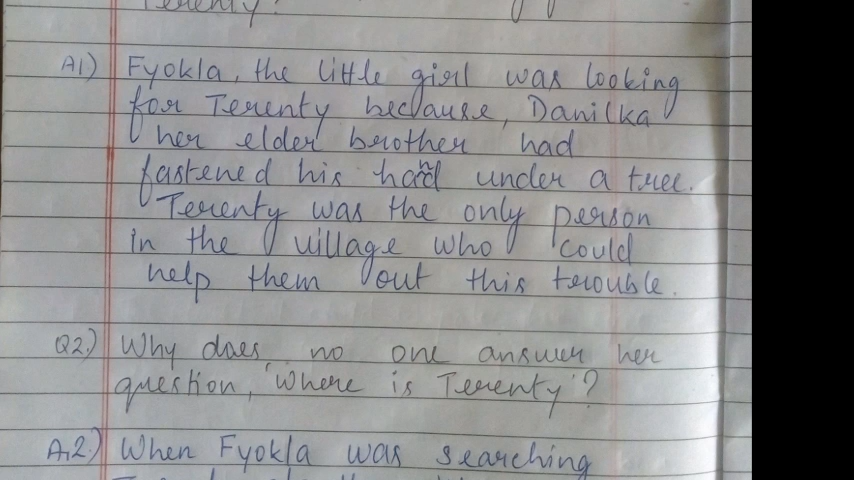 Terenty?
A1) Fyokla, the little girl was looking
for Terenty because, Danilka
her elder brother had
fastened his hand under a tree.
Terenty was the only person
in the village who could
help them out this trouble.
Q2.) Why does no one answer her
question, 'Where is Terenty'?
A.2.) When Fyokla was searching